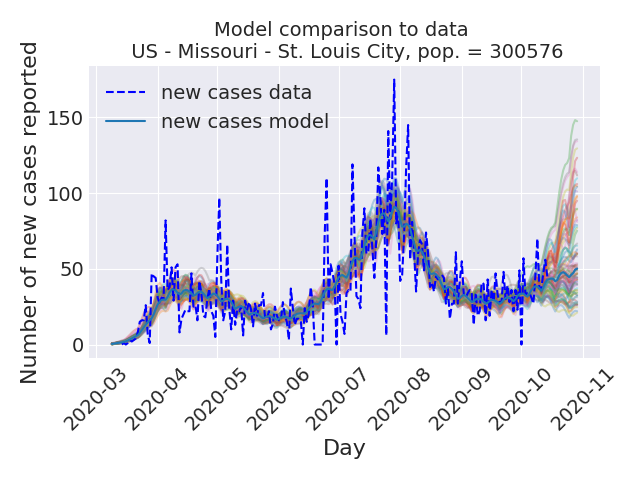 Model comparison to data
US - Missouri - St. Louis City, pop. = 300576
Number of new cases reported
new cases data
new cases model
150
100
50
0
2020-03
2020-04
2020-05
2020-06
2020-07
2020-08
2020-09
2020-10
2020-11
Day